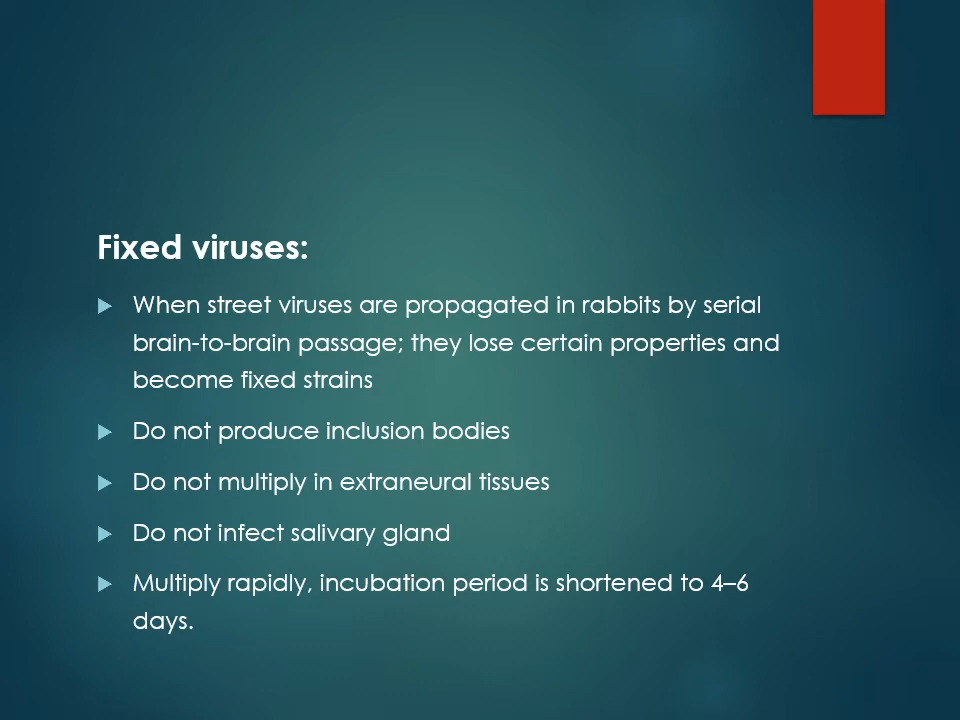 Fixed viruses:
When street viruses are propagated in rabbits by serial
brain-to-brain passage; they lose certain properties and
become fixed strains
Do not produce inclusion bodies
Do not multiply in extraneural tissues
Do not infect salivary gland
Multiply rapidly, incubation period is shortened to 4–6
days.